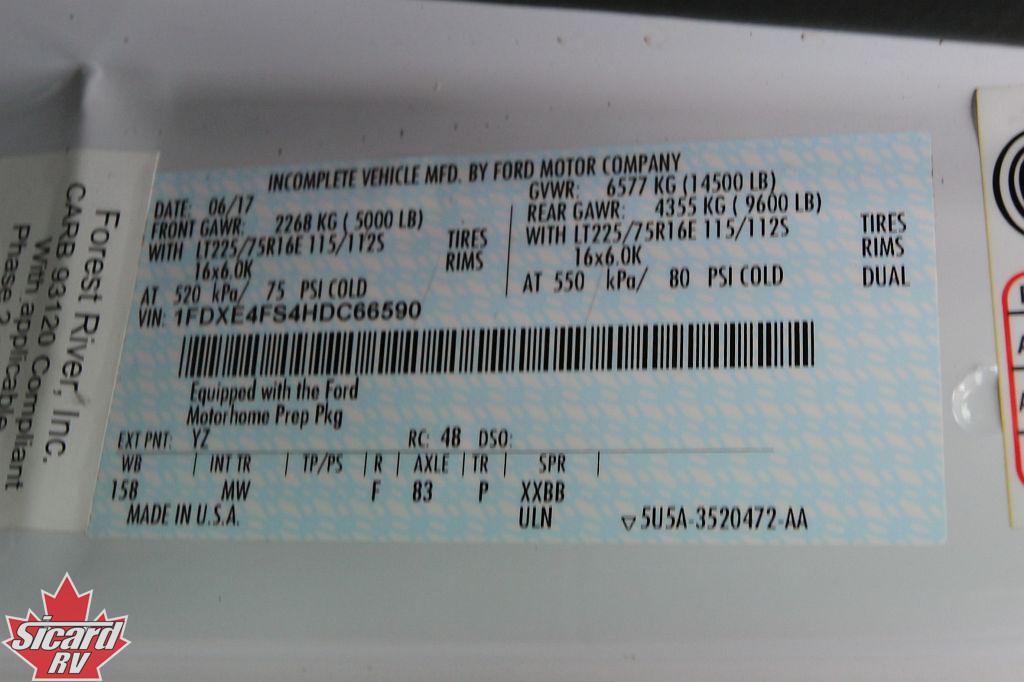 INCOMPLETE VEHICLE MFD. BY FORD MOTOR COMPANY
DATE: 06/17
GVWR: 6577 KG (14500 LB)
FRONT GAWR: 2268 KG ( 5000 LB)
REAR GAWR: 4355 KG ( 9600 LB)
WITH LT225/75R16E 115/112S TIRES
WITH LT225/75R16E 115/112S TIRES
16x6.0K RIMS
16x6.0K RIMS
AT 520 kPa/ 75 PSI COLD
AT 550 kPa/ 80 PSI COLD DUAL
VIN: 1FDXE4FS4HDC66590
Equipped with the Ford
Motorhome Prep Pkg
EXT PNT: YZ RC: 48 DSO:
WB | INT TR | TP/PS | R | AXLE | TR | SPR |
158 MW F 83 P XXBB
MADE IN U.S.A. ULN ▽5U5A-3520472-AA
Forest River, Inc.
CARB 93120 Compliant
With applicable
Phase 2
Sicard
RV